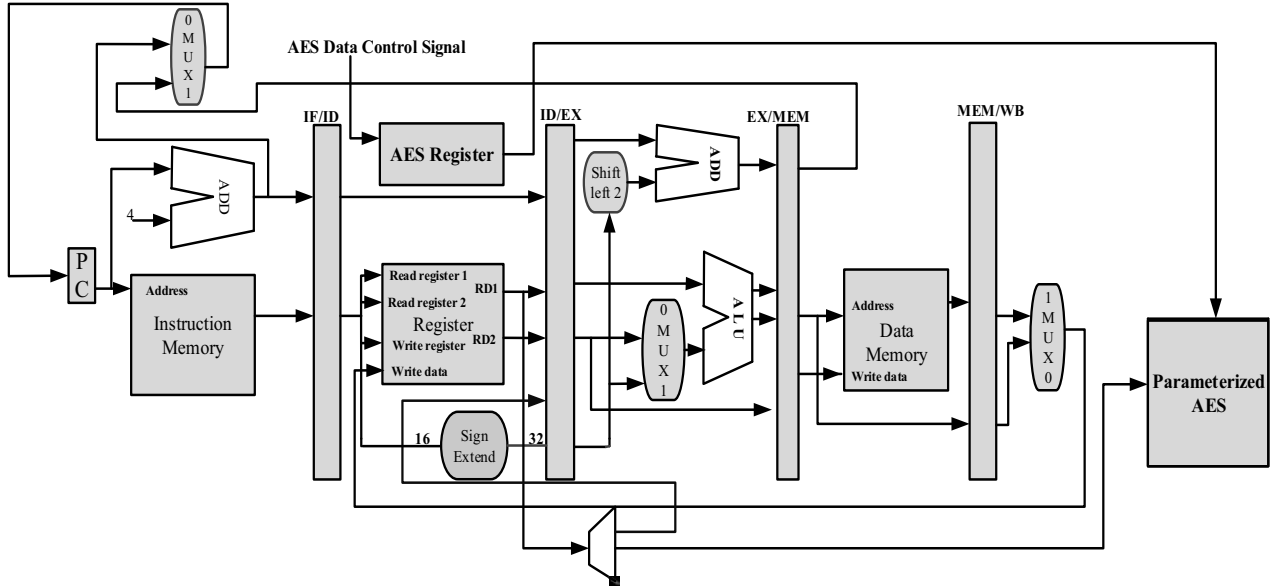 0
M
U
X
1
AES Data Control Signal
IF/ID
ID/EX
EX/MEM
MEM/WB
AES Register
ADD
ADD
Shift
left 2
4
P
C
Address
Instruction
Memory
Read register 1
RD1
Read register 2
Register
RD2
Write register
Write data
0
M
U
X
1
ALU
Address
Data
Memory
Write data
1
M
U
X
0
Parameterized
AES
16
Sign
Extend
32